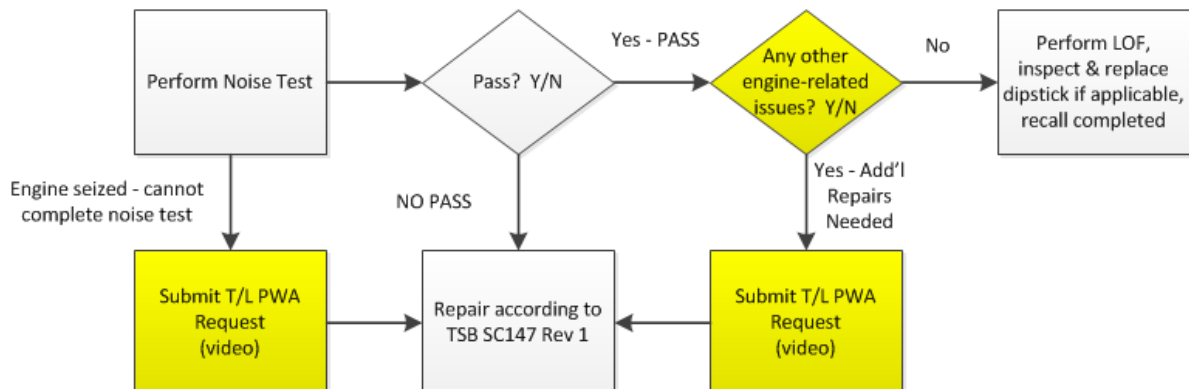 Perform Noise Test
Pass?  Y/N
Yes - PASS
Any other
engine-related
issues?  Y/N
No
Perform LOF,
inspect & replace
dipstick if applicable,
recall completed
Engine seized - cannot
complete noise test
NO PASS
Yes - Add'l
Repairs
Needed
Submit T/L PWA
Request
(video)
Repair according to
TSB SC147 Rev 1
Submit T/L PWA
Request
(video)